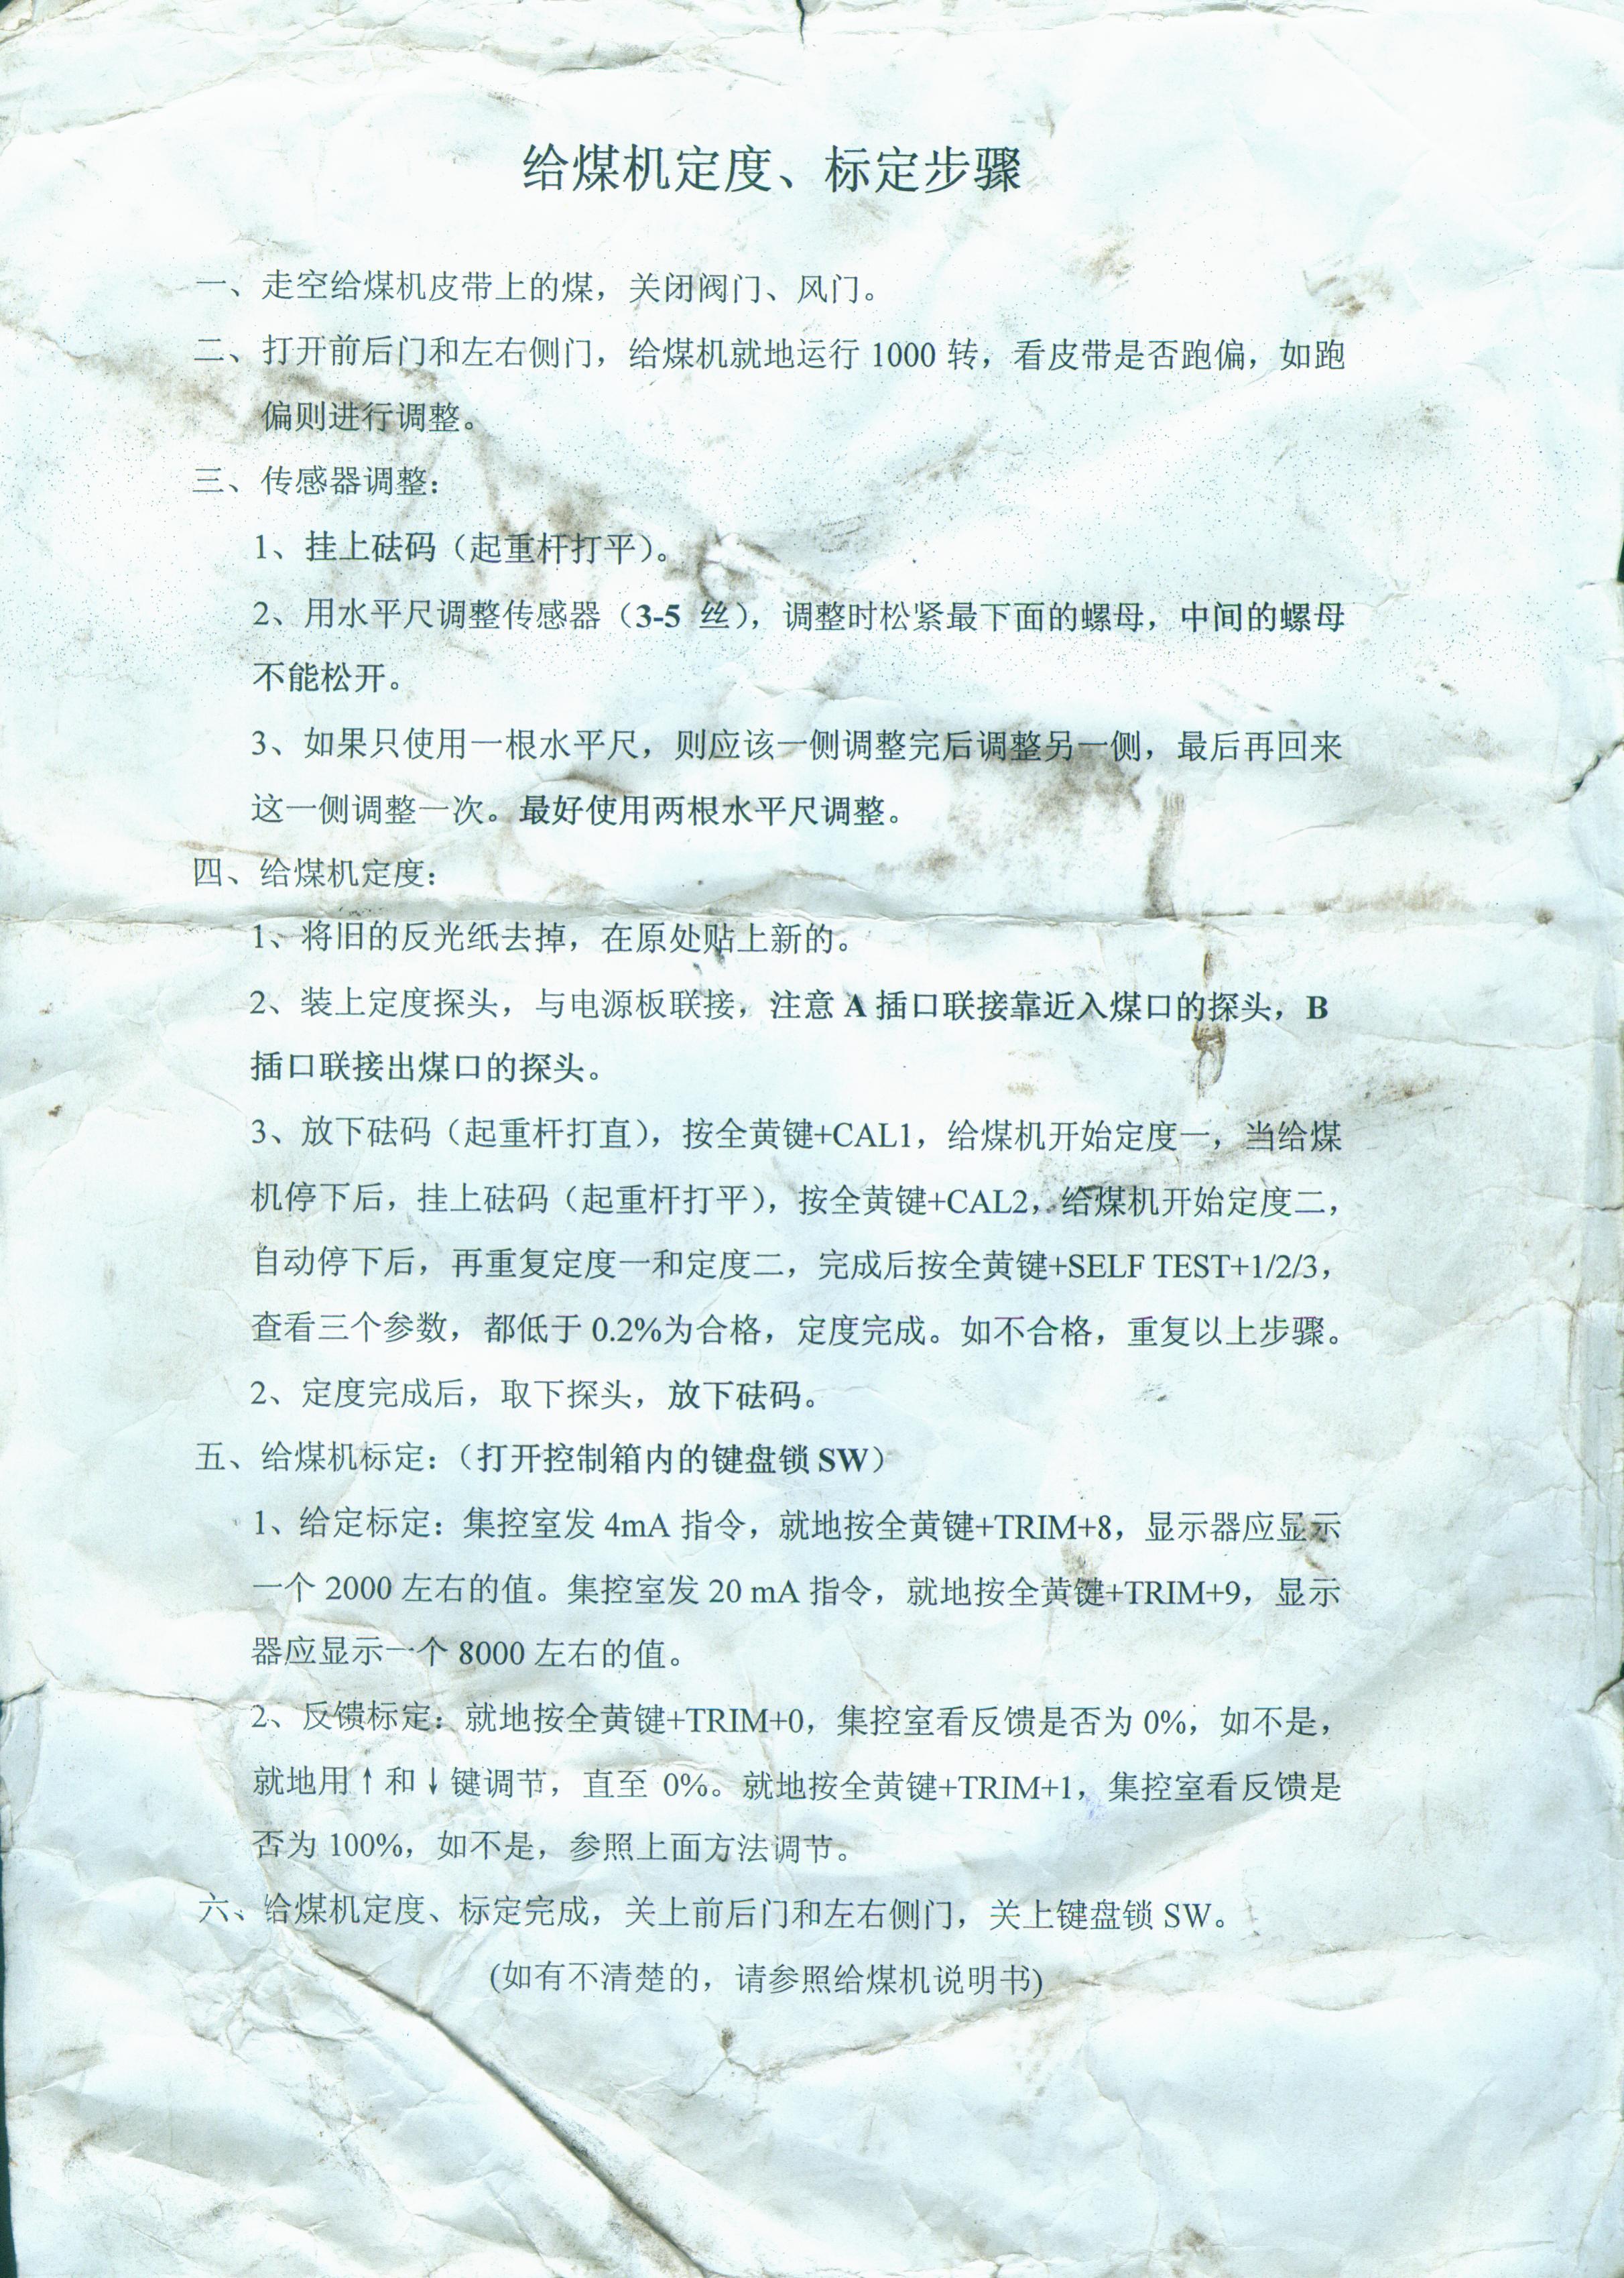 给煤机定度、标定步骤
一、走空给煤机皮带上的煤，关闭阀门、风门。
二、打开前后门和左右侧门，给煤机就地运行 1000 转，看皮带是否跑偏，如跑
偏则进行调整。
三、传感器调整：
1、挂上砝码（起重杆打平）。
2、用水平尺调整传感器（3-5 丝），调整时松紧最下面的螺母，中间的螺母
不能松开。
3、如果只使用一根水平尺，则应该一侧调整完后调整另一侧，最后再回来
这一侧调整一次。最好使用两根水平尺调整。
四、给煤机定度：
1、将旧的反光纸去掉，在原处贴上新的。
2、装上定度探头，与电源板联接，注意 A 插口联接靠近入煤口的探头，B
插口联接出煤口的探头。
3、放下砝码（起重杆打直），按全黄键+CAL1，给煤机开始定度一，当给煤
机停下后，挂上砝码（起重杆打平），按全黄键+CAL2，给煤机开始定度二，
自动停下后，再重复定度一和定度二，完成后按全黄键+SELF TEST+1/2/3，
查看三个参数，都低于 0.2%为合格，定度完成。如不合格，重复以上步骤。
2、定度完成后，取下探头，放下砝码。
五、给煤机标定：（打开控制箱内的键盘锁 SW）
1、给定标定：集控室发 4mA 指令，就地按全黄键+TRIM+8，显示器应显示
一个 2000 左右的值。集控室发 20 mA 指令，就地按全黄键+TRIM+9，显示
器应显示一个 8000 左右的值。
2、反馈标定：就地按全黄键+TRIM+0，集控室看反馈是否为 0%，如不是，
就地用↑和↓键调节，直至 0%。就地按全黄键+TRIM+1，集控室看反馈是
否为 100%，如不是，参照上面方法调节。
六、给煤机定度、标定完成，关上前后门和左右侧门，关上键盘锁 SW。
(如有不清楚的，请参照给煤机说明书)